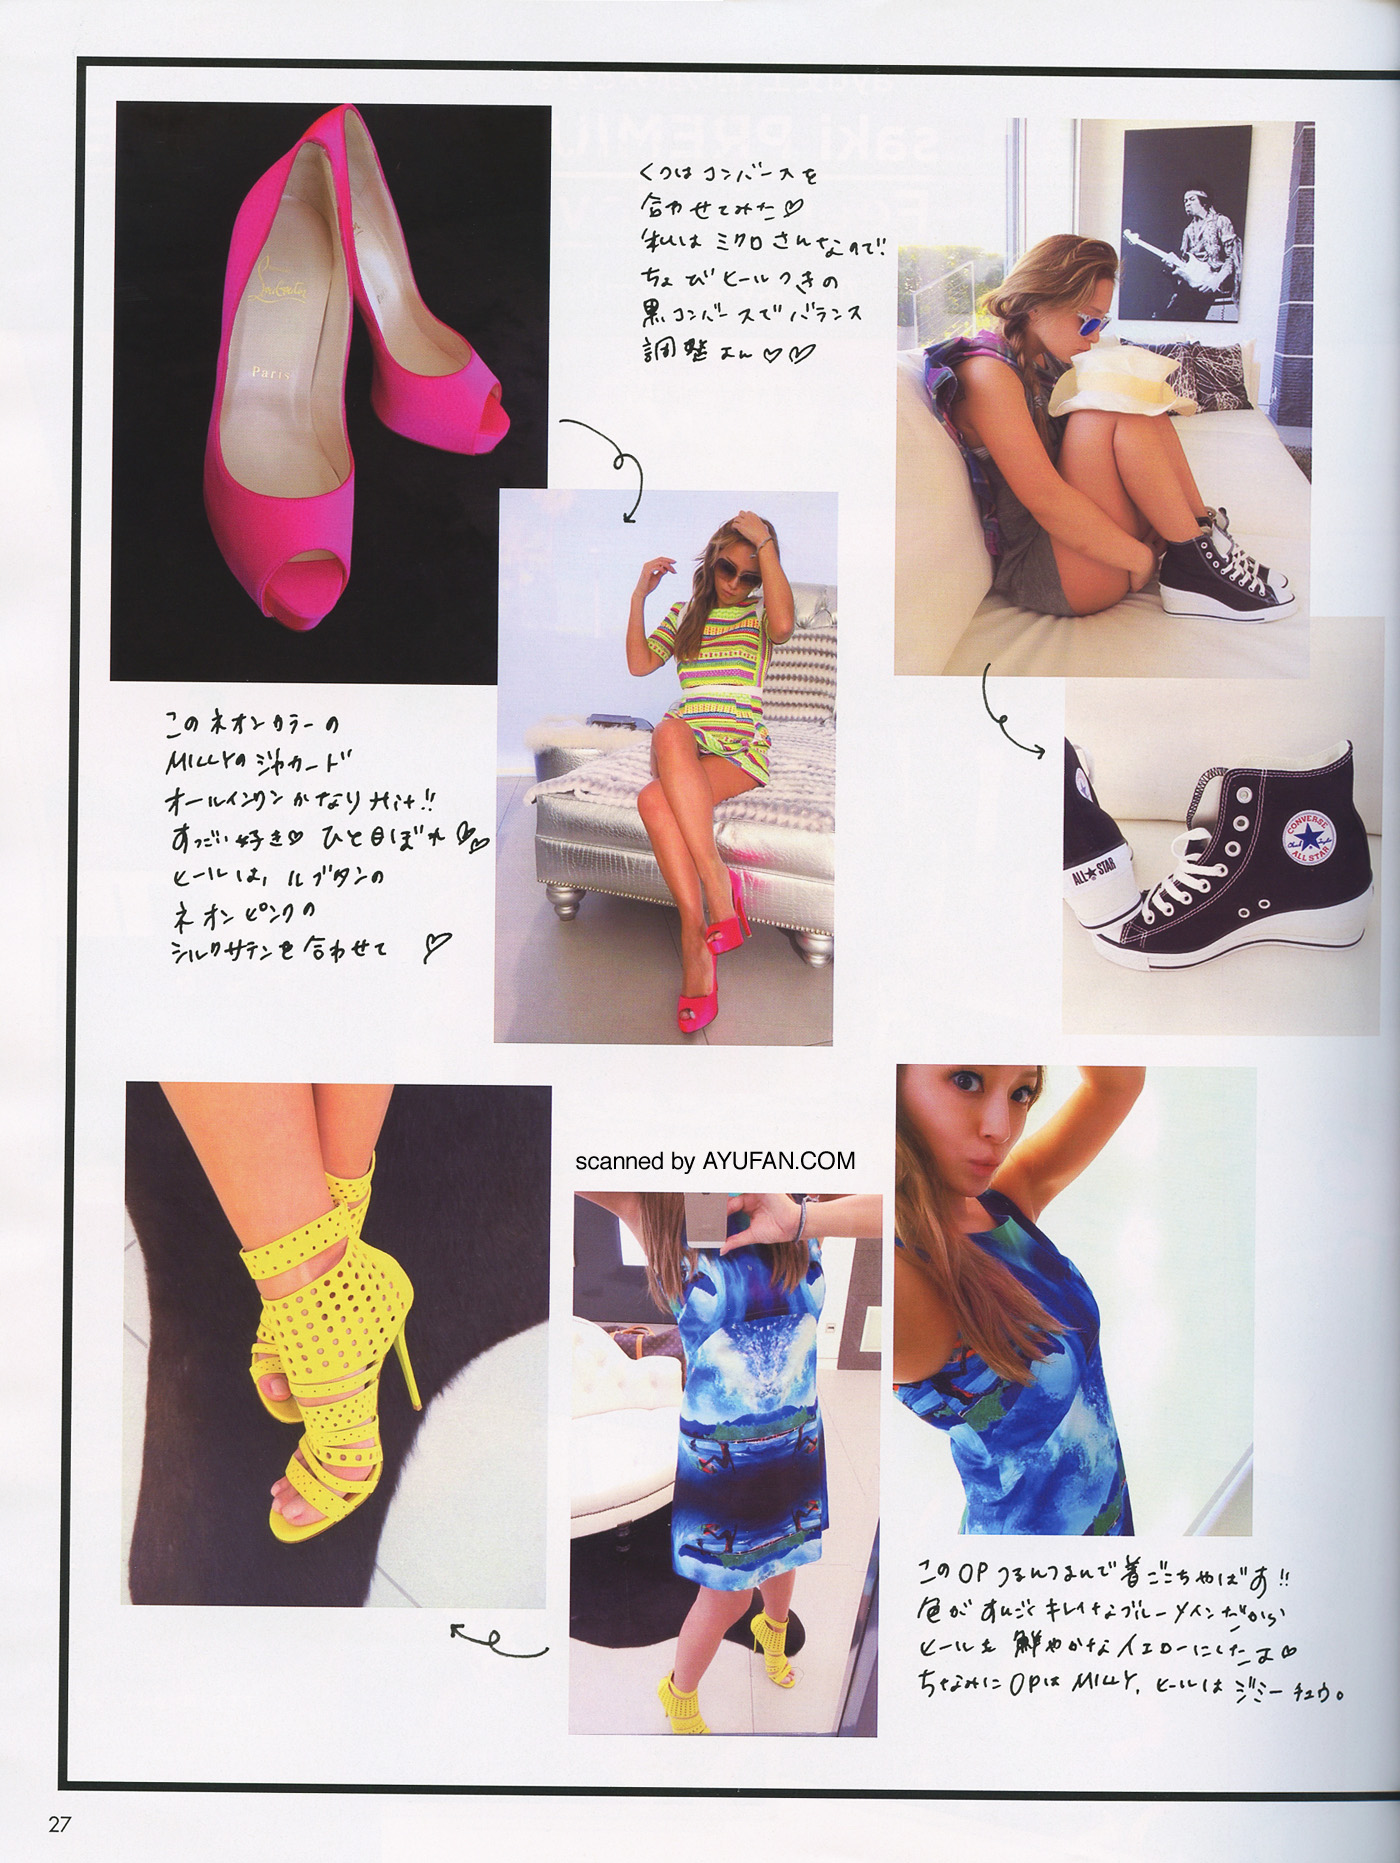 くつはコンバースを
合わせてみた♡
私はミクロさんなので!!
ちょびヒールつきの
黒コンバースでバランス
調整よん♡♡
Louboutin
Paris
このネオンカラーの
MILLYのジャカード
オールインワンかなりHit!!
すっごい好き♡ ひと目ぼれ♡♡
ヒールは、ルブタンの
ネオンピンクの
シルクサテンを合わせて ♡
CONVERSE
ALL STAR
ALL★STAR
scanned by AYUFAN.COM
このOPつるんつるんで着ごこちやばす!!
色がすんごくキレイなブルーメインだから
ヒールを鮮やかなイエローにしたよ♡
ちなみにOPはMILLY、ヒールはジミーチュウ。
27